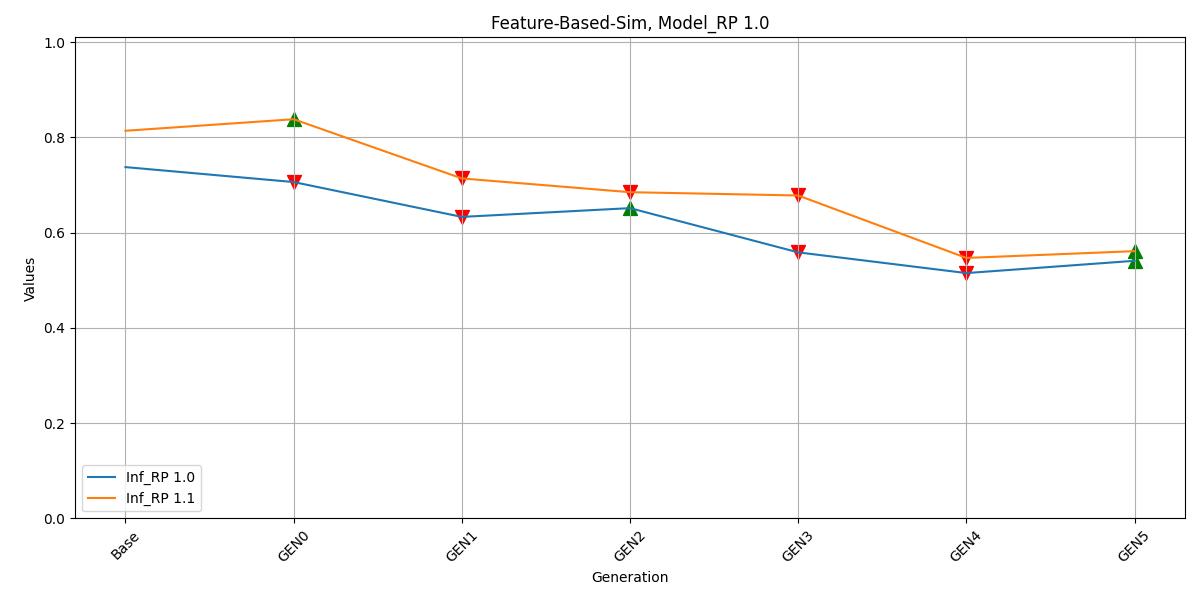 Feature-Based-Sim, Model_RP 1.0
1.0
0.8
0.6
0.4
0.2
0.0
Values
Inf_RP 1.0
Inf_RP 1.1
Base
GEN0
GEN1
GEN2
GEN3
GEN4
GEN5
Generation